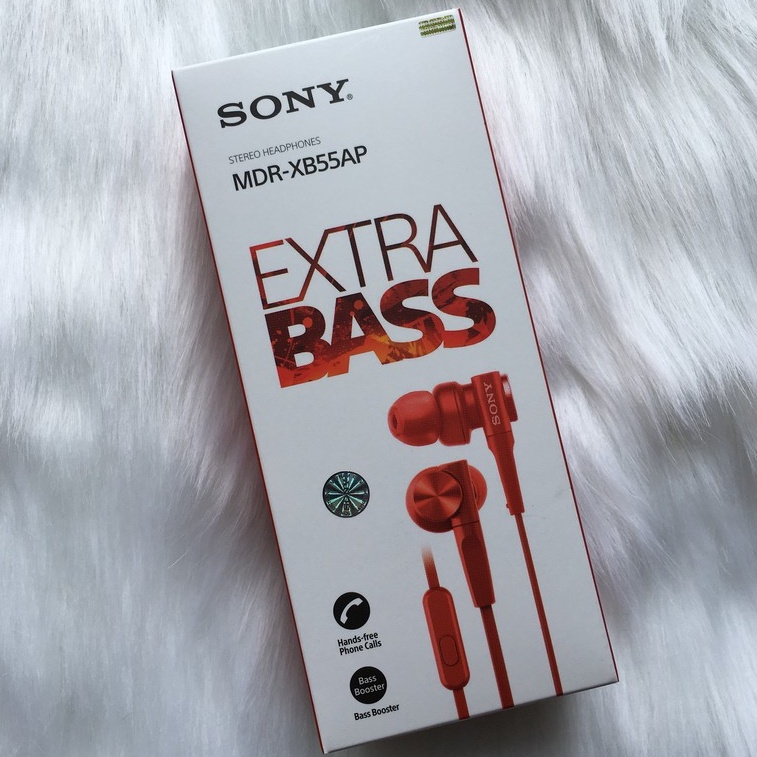 SONY®
STEREO HEADPHONES
MDR-XB55AP
EXTRA
BASS
SONY
Hands-free
Phone Calls
Bass
Booster
Bass Booster